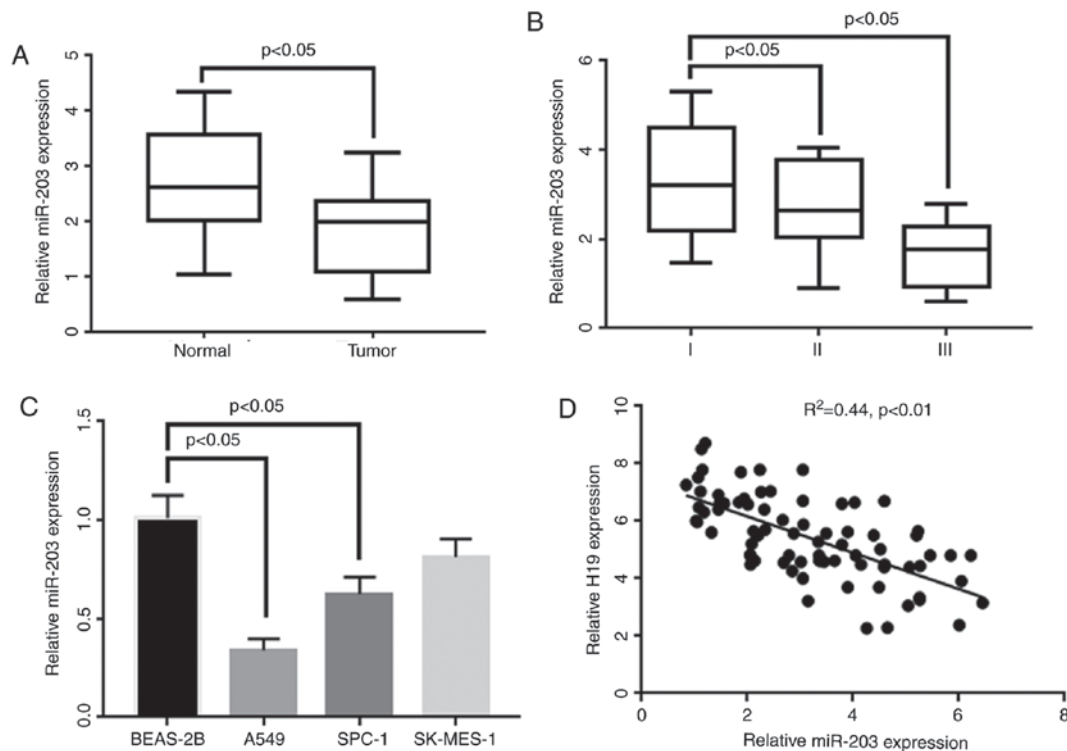 A
p<0.05
Relative miR-203 expression
5
4
3
2
1
0
Normal
Tumor
B
p<0.05
p<0.05
Relative miR-203 expression
6
4
2
0
I
II
III
C
p<0.05
p<0.05
Relative miR-203 expression
1.5
1.0
0.5
0.0
BEAS-2B
A549
SPC-1
SK-MES-1
D
R²=0.44, p<0.01
Relative H19 expression
10
8
6
4
2
0
0
2
4
6
8
Relative miR-203 expression